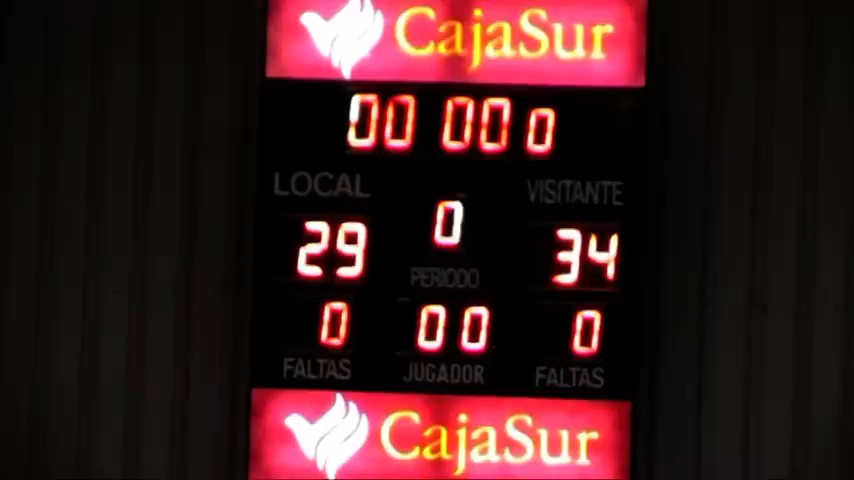 CajaSur
00 00 0
LOCAL VISITANTE
0
29 34
PERIODO
0 00 0
FALTAS JUGADOR FALTAS
CajaSur